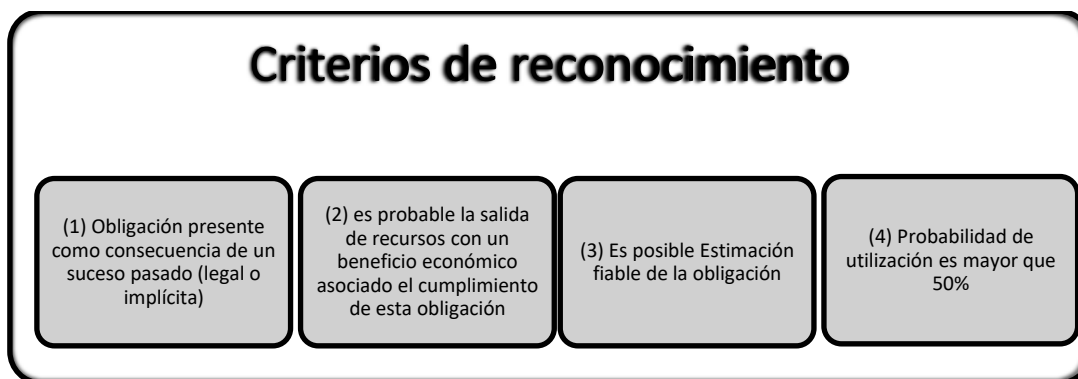 Criterios de reconocimiento
(1) Obligación presente
como consecuencia de un
suceso pasado (legal o
implícita)
(2) es probable la salida
de recursos con un
beneficio económico
asociado el cumplimiento
de esta obligación
(3) Es posible Estimación
fiable de la obligación
(4) Probabilidad de
utilización es mayor que
50%